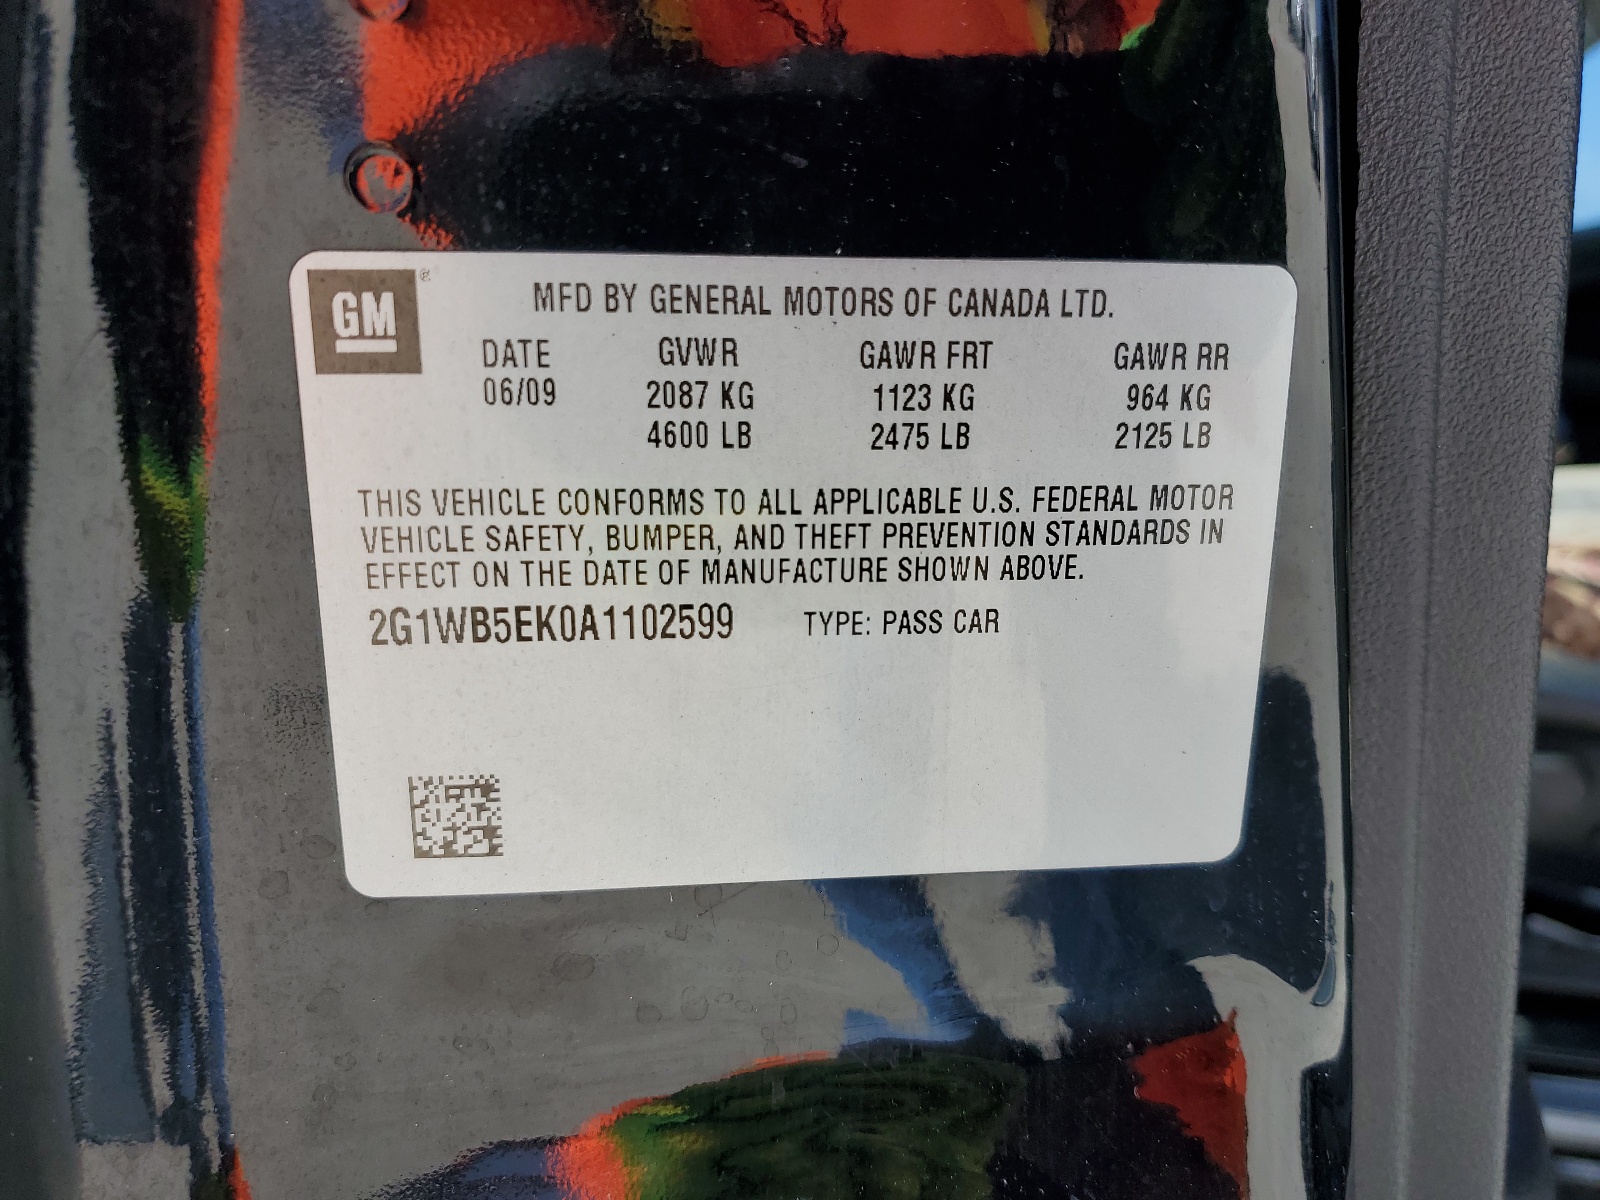 GM ®
MFD BY GENERAL MOTORS OF CANADA LTD.
DATE GVWR GAWR FRT GAWR RR
06/09 2087 KG 1123 KG 964 KG
4600 LB 2475 LB 2125 LB
THIS VEHICLE CONFORMS TO ALL APPLICABLE U.S. FEDERAL MOTOR
VEHICLE SAFETY, BUMPER, AND THEFT PREVENTION STANDARDS IN
EFFECT ON THE DATE OF MANUFACTURE SHOWN ABOVE.
2G1WB5EK0A1102599 TYPE: PASS CAR